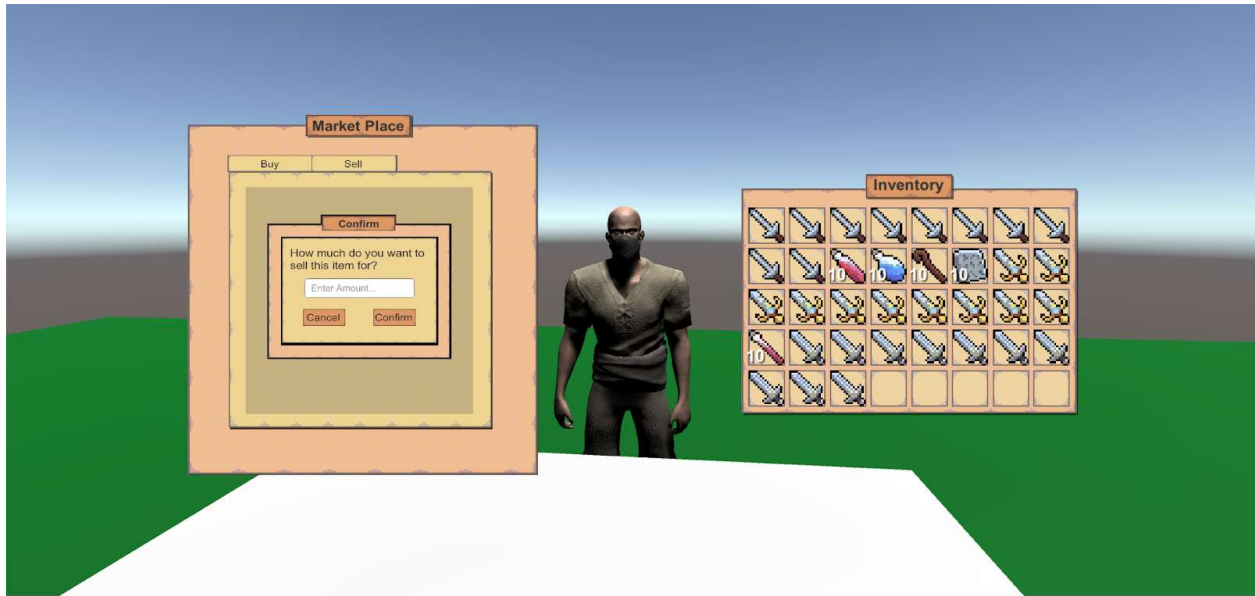 Market Place
Buy
Sell
Confirm
How much do you want to
sell this item for?
Enter Amount...
Cancel
Confirm
Inventory
10
10
10
10
10